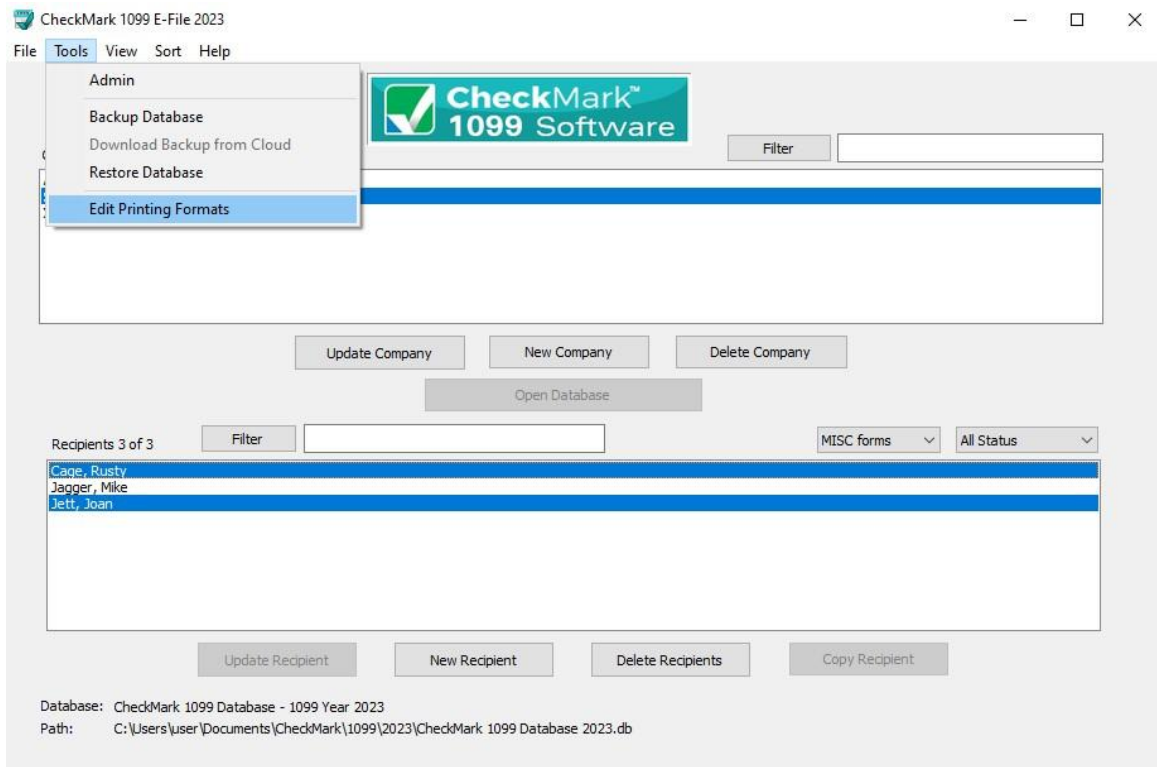 CheckMark 1099 E-File 2023
File Tools View Sort Help
Admin
Backup Database
Download Backup from Cloud
Restore Database
Edit Printing Formats
CheckMark™
1099 Software
Filter
Update Company New Company Delete Company
Open Database
Recipients 3 of 3 Filter MISC forms All Status
Cage, Rusty
Jagger, Mike
Jett, Joan
Update Recipient New Recipient Delete Recipients Copy Recipient
Database: CheckMark 1099 Database - 1099 Year 2023
Path: C:\Users\user\Documents\CheckMark\1099\2023\CheckMark 1099 Database 2023.db